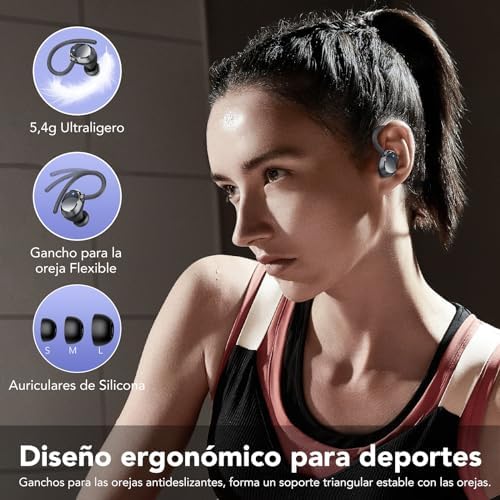 5,4g Ultraligero
Gancho para la
oreja Flexible
S M L
Auriculares de Silicona
Diseño ergonómico para deportes
Ganchos para las orejas antideslizantes, forma un soporte triangular estable con las orejas.